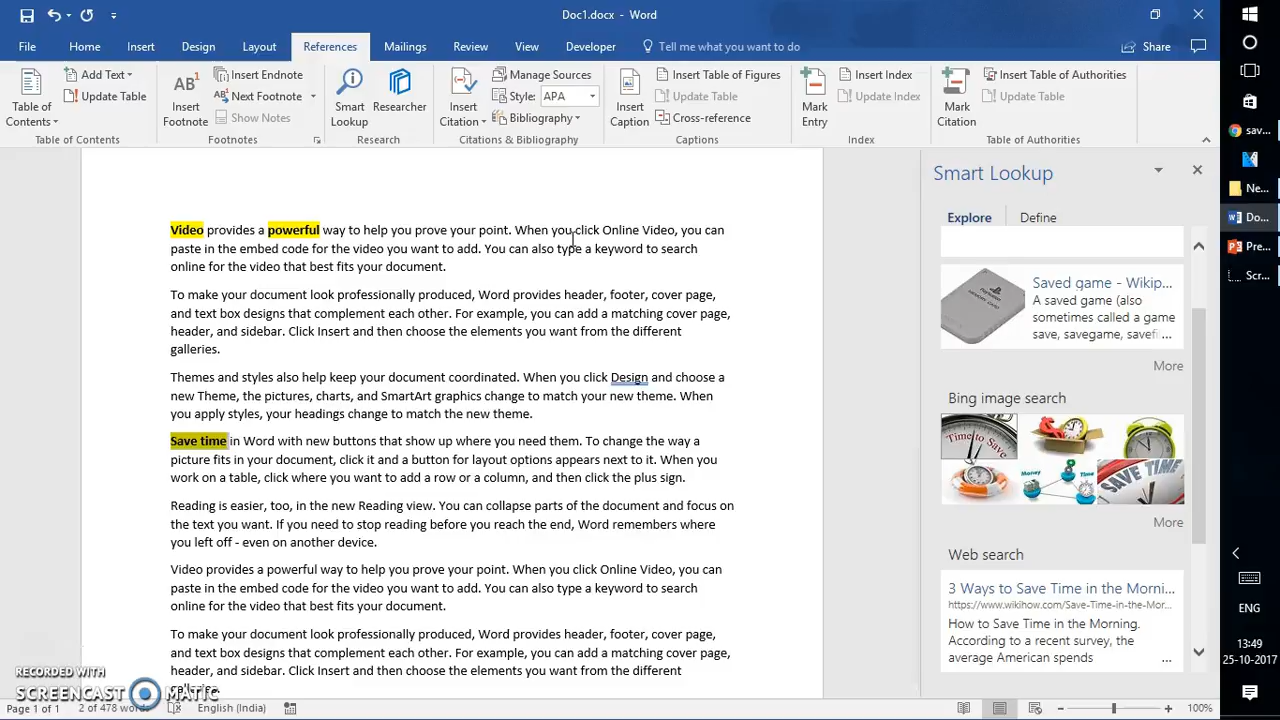 Doc1.docx - Word
File Home Insert Design Layout References Mailings Review View Developer Tell me what you want to do Share
Table of Contents
Add Text
Update Table
Table of Contents
AB¹ Insert Footnote
Insert Endnote
Next Footnote
Show Notes
Footnotes
Smart Lookup
Researcher
Research
Insert Citation
Manage Sources
Style: APA
Bibliography
Citations & Bibliography
Insert Caption
Insert Table of Figures
Update Table
Cross-reference
Captions
Mark Entry
Insert Index
Update Index
Index
Mark Citation
Insert Table of Authorities
Update Table
Table of Authorities
Video provides a powerful way to help you prove your point. When you click Online Video, you can
paste in the embed code for the video you want to add. You can also type a keyword to search
online for the video that best fits your document.
To make your document look professionally produced, Word provides header, footer, cover page,
and text box designs that complement each other. For example, you can add a matching cover page,
header, and sidebar. Click Insert and then choose the elements you want from the different
galleries.
Themes and styles also help keep your document coordinated. When you click Design and choose a
new Theme, the pictures, charts, and SmartArt graphics change to match your new theme. When
you apply styles, your headings change to match the new theme.
Save time in Word with new buttons that show up where you need them. To change the way a
picture fits in your document, click it and a button for layout options appears next to it. When you
work on a table, click where you want to add a row or a column, and then click the plus sign.
Reading is easier, too, in the new Reading view. You can collapse parts of the document and focus on
the text you want. If you need to stop reading before you reach the end, Word remembers where
you left off - even on another device.
Video provides a powerful way to help you prove your point. When you click Online Video, you can
paste in the embed code for the video you want to add. You can also type a keyword to search
online for the video that best fits your document.
To make your document look professionally produced, Word provides header, footer, cover page,
and text box designs that complement each other. For example, you can add a matching cover page,
header, and sidebar. Click Insert and then choose the elements you want from the different
galleries.
Smart Lookup
Explore Define
Saved game - Wikip...
A saved game (also
sometimes called a game
save, savegame, savefi...
More
Bing image search
Time to Save
Money Time
SAVE TIME
More
Web search
3 Ways to Save Time in the Morni...
https://www.wikihow.com/Save-Time-in-the-Mor...
How to Save Time in the Morning.
According to a recent survey, the
average American spends ...
RECORDED WITH
SCREENCAST MATIC
Page 1 of 1 2 of 478 words English (India) 100%
sav...
Ne...
Do...
Pre...
Scr...
ENG
13:49
25-10-2017